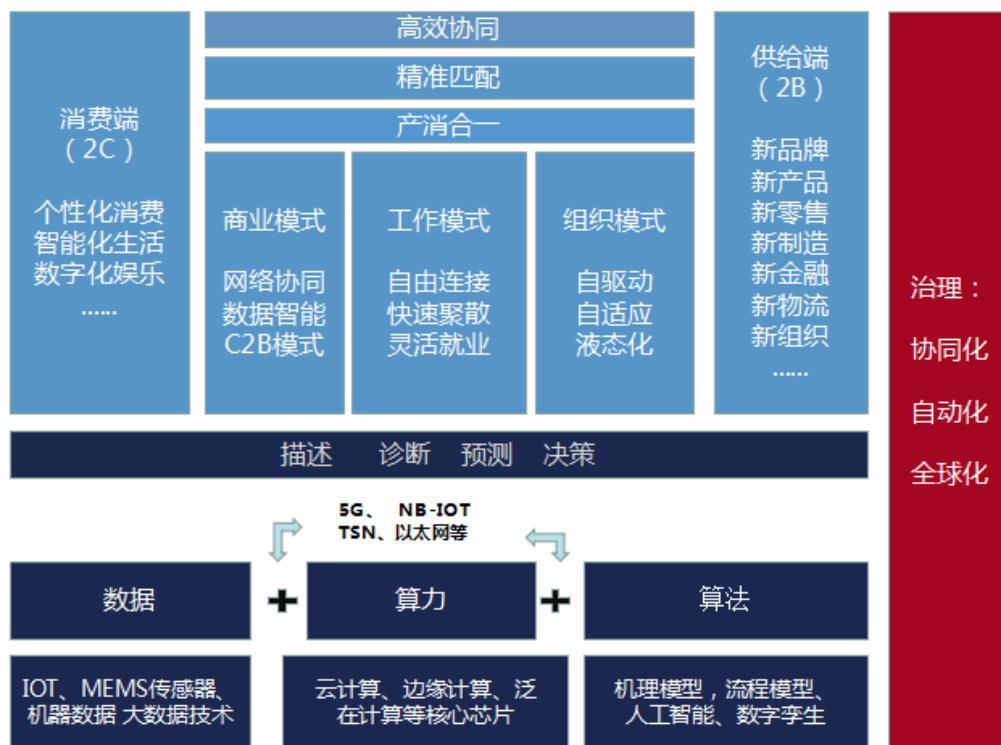 消费端
（2C）
个性化消费
智能化生活
数字化娱乐
……
高效协同
精准匹配
产消合一
商业模式
网络协同
数据智能
C2B模式
工作模式
自由连接
快速聚散
灵活就业
组织模式
自驱动
自适应
液态化
供给端
（2B）
新品牌
新产品
新零售
新制造
新金融
新物流
新组织
……
治理：
协同化
自动化
全球化
描述 诊断 预测 决策
5G、 NB-IOT
TSN、以太网等
数据
+
算力
+
算法
IOT、MEMS传感器、
机器数据 大数据技术
云计算、边缘计算、泛
在计算等核心芯片
机理模型，流程模型、
人工智能、数字孪生